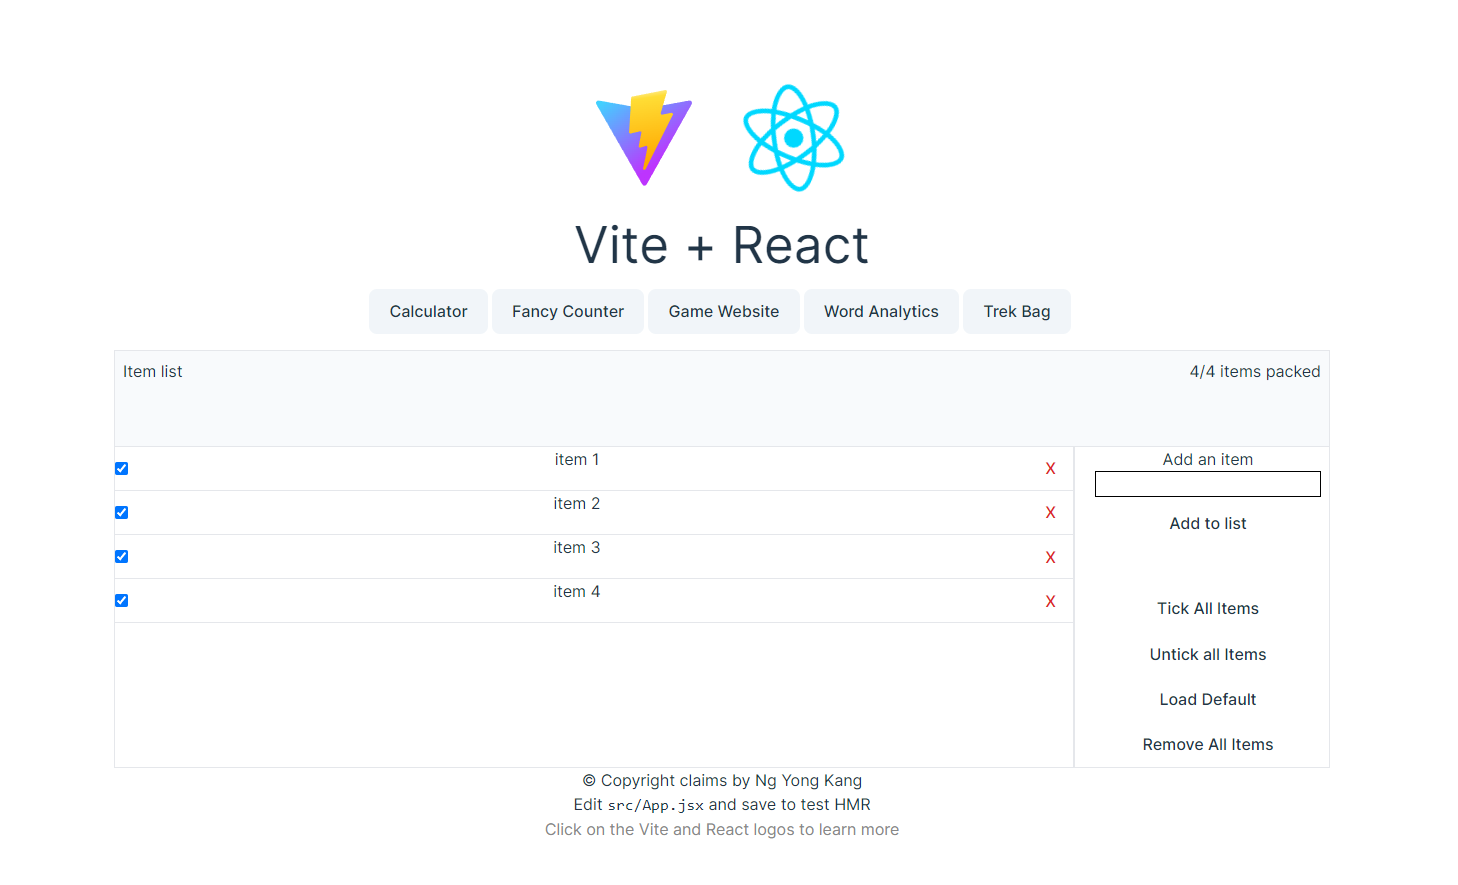 Vite + React
Calculator Fancy Counter Game Website Word Analytics Trek Bag
Item list 4/4 items packed
item 1 X
item 2 X
item 3 X
item 4 X
Add an item
Add to list
Tick All Items
Untick all Items
Load Default
Remove All Items
© Copyright claims by Ng Yong Kang
Edit src/App.jsx and save to test HMR
Click on the Vite and React logos to learn more